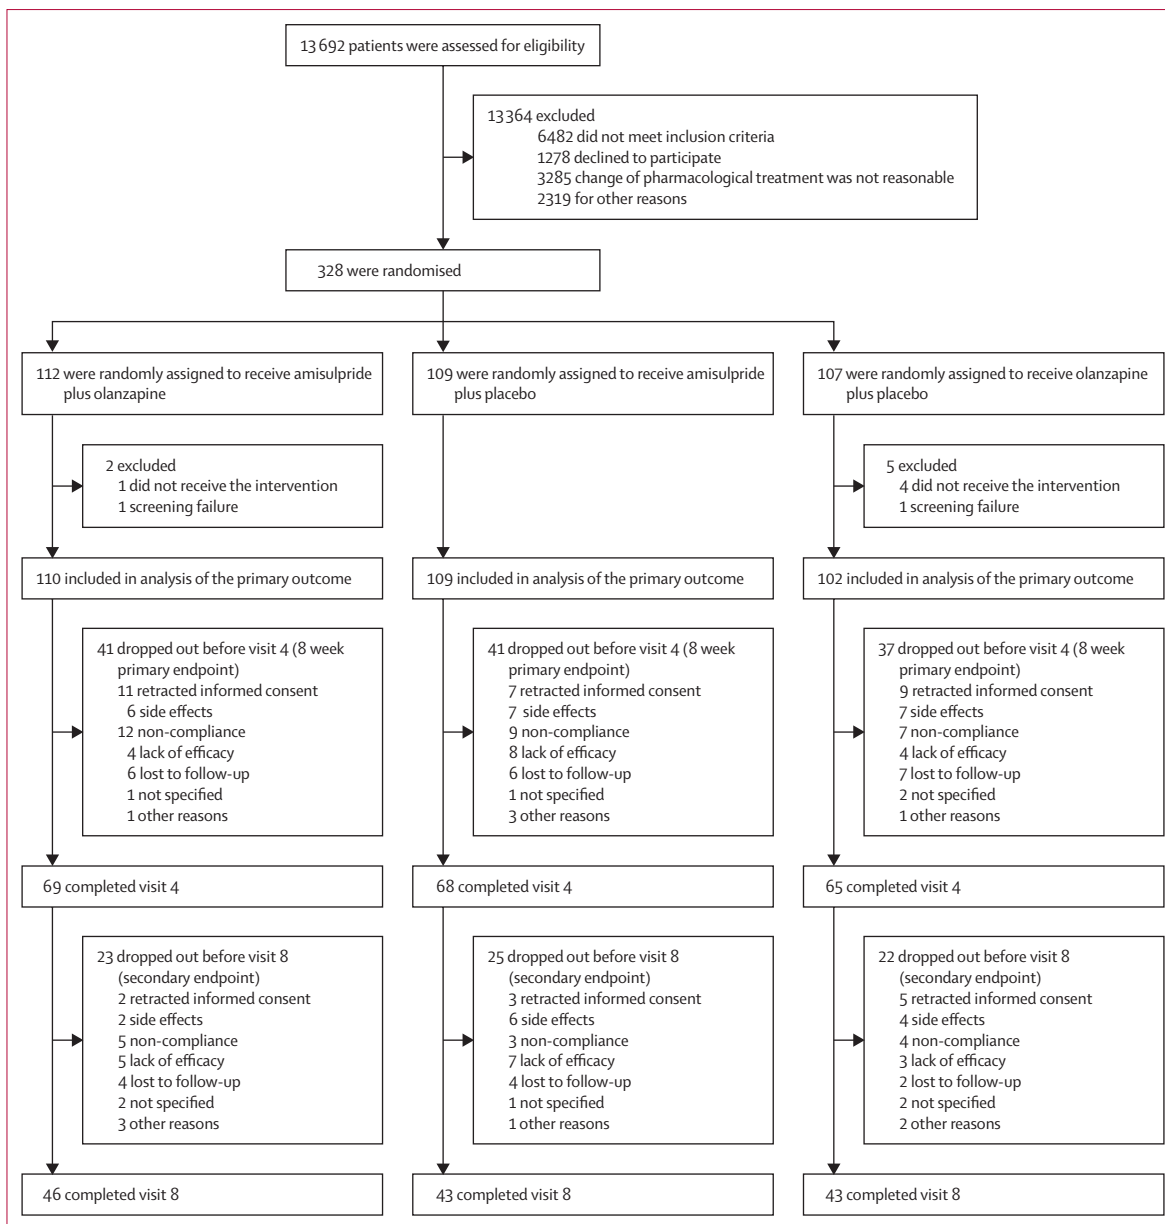 13 692 patients were assessed for eligibility
13 364 excluded
6482 did not meet inclusion criteria
1278 declined to participate
3285 change of pharmacological treatment was not reasonable
2319 for other reasons
328 were randomised
112 were randomly assigned to receive amisulpride
plus olanzapine
109 were randomly assigned to receive amisulpride
plus placebo
107 were randomly assigned to receive olanzapine
plus placebo
2 excluded
1 did not receive the intervention
1 screening failure
5 excluded
4 did not receive the intervention
1 screening failure
110 included in analysis of the primary outcome
109 included in analysis of the primary outcome
102 included in analysis of the primary outcome
41 dropped out before visit 4 (8 week
primary endpoint)
11 retracted informed consent
6 side effects
12 non-compliance
4 lack of efficacy
6 lost to follow-up
1 not specified
1 other reasons
41 dropped out before visit 4 (8 week
primary endpoint)
7 retracted informed consent
7 side effects
9 non-compliance
8 lack of efficacy
6 lost to follow-up
1 not specified
3 other reasons
37 dropped out before visit 4 (8 week
primary endpoint)
9 retracted informed consent
7 side effects
7 non-compliance
4 lack of efficacy
7 lost to follow-up
2 not specified
1 other reasons
69 completed visit 4
68 completed visit 4
65 completed visit 4
23 dropped out before visit 8
(secondary endpoint)
2 retracted informed consent
2 side effects
5 non-compliance
5 lack of efficacy
4 lost to follow-up
2 not specified
3 other reasons
25 dropped out before visit 8
(secondary endpoint)
3 retracted informed consent
6 side effects
3 non-compliance
7 lack of efficacy
4 lost to follow-up
1 not specified
1 other reasons
22 dropped out before visit 8
(secondary endpoint)
5 retracted informed consent
4 side effects
4 non-compliance
3 lack of efficacy
2 lost to follow-up
2 not specified
2 other reasons
46 completed visit 8
43 completed visit 8
43 completed visit 8